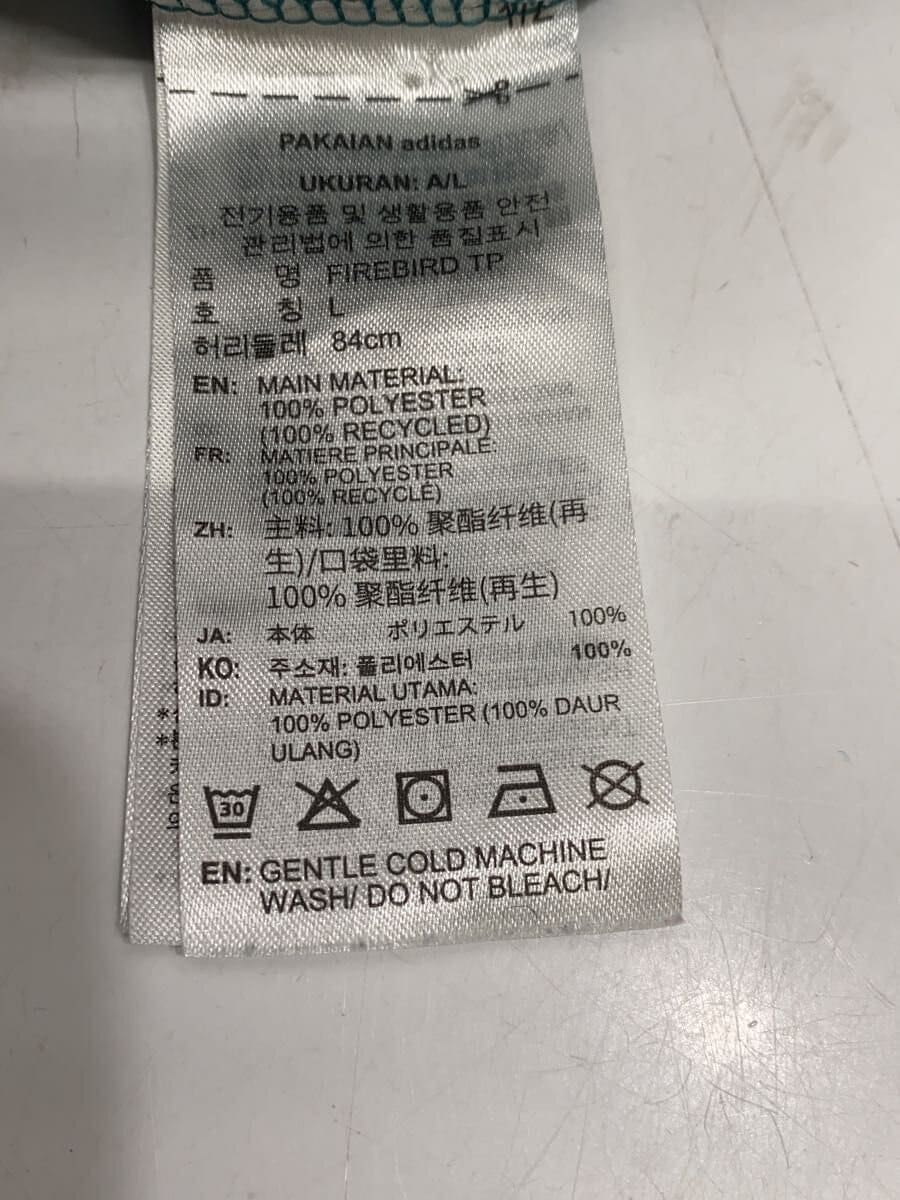 PAKAIAN adidas
UKURAN: A/L
전기용품 및 생활용품 안전
관리법에 의한 품질표시
품 명 FIREBIRD TP
호 칭 L
허리둘레 84cm
EN: MAIN MATERIAL:
100% POLYESTER
(100% RECYCLED)
FR: MATIERE PRINCIPALE:
100% POLYESTER
(100% RECYCLÉ)
ZH: 主料: 100% 聚酯纤维(再
生)/口袋里料:
100% 聚酯纤维(再生)
JA: 本体 ポリエステル 100%
KO: 주소재: 폴리에스터 100%
ID: MATERIAL UTAMA:
100% POLYESTER (100% DAUR
ULANG)
30
EN: GENTLE COLD MACHINE
WASH/ DO NOT BLEACH/